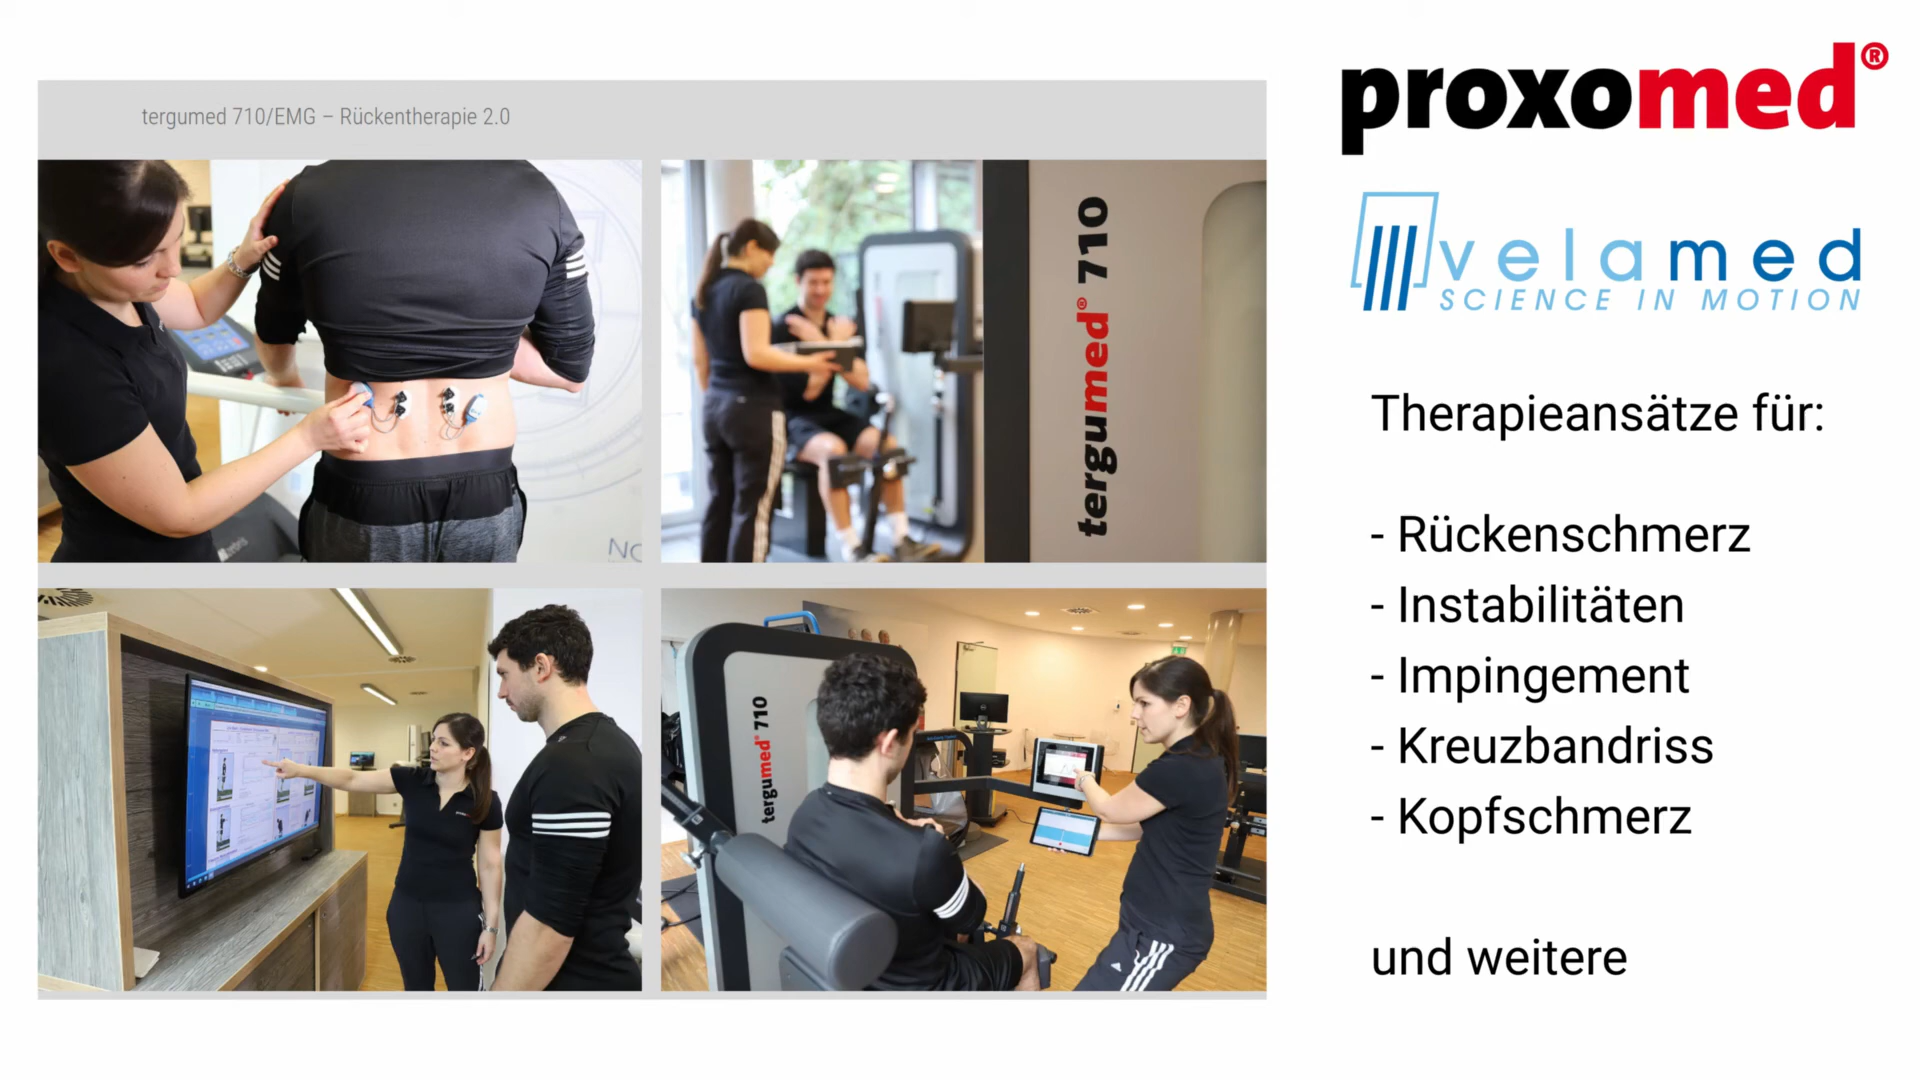 tergumed 710/EMG – Rückentherapie 2.0
proxomed®
velamed
SCIENCE IN MOTION
tergumed® 710
tergumed® 710
Therapieansätze für:
- Rückenschmerz
- Instabilitäten
- Impingement
- Kreuzbandriss
- Kopfschmerz
und weitere